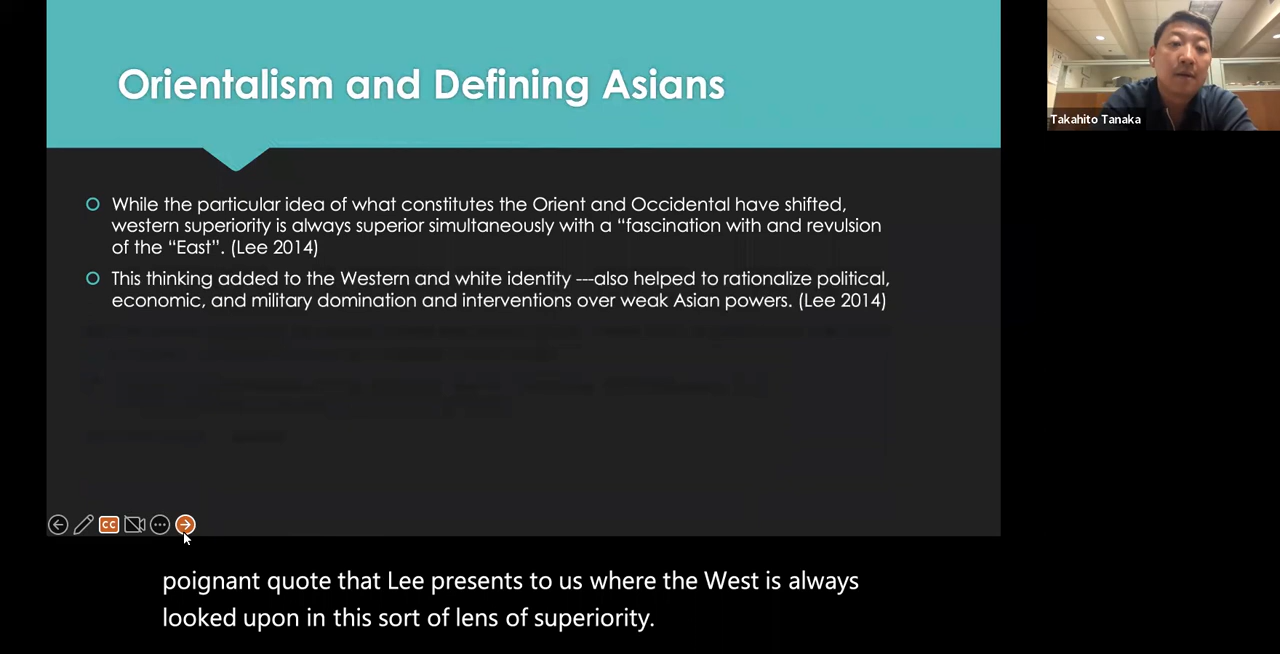 Orientalism and Defining Asians
While the particular idea of what constitutes the Orient and Occidental have shifted,
western superiority is always superior simultaneously with a “fascination with and revulsion
of the “East”. (Lee 2014)
This thinking added to the Western and white identity ---also helped to rationalize political,
economic, and military domination and interventions over weak Asian powers. (Lee 2014)
CC
Takahito Tanaka
poignant quote that Lee presents to us where the West is always
looked upon in this sort of lens of superiority.